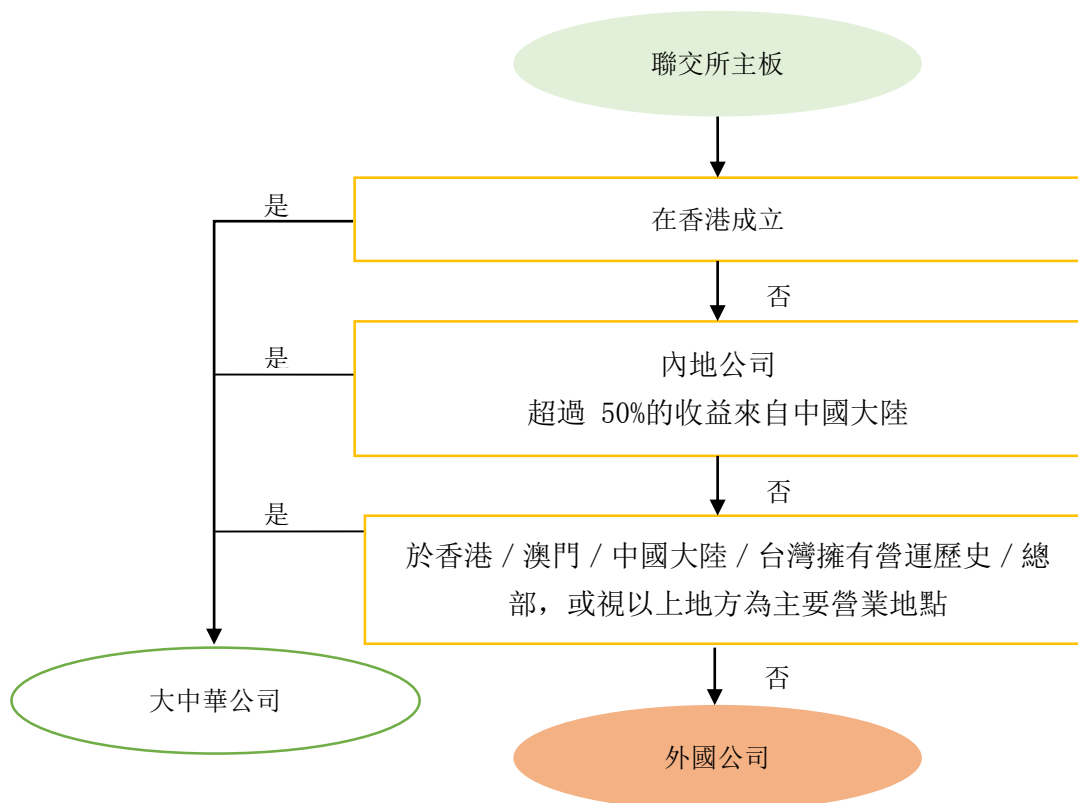 聯交所主板
是
在香港成立
否
是
內地公司
超過 50%的收益來自中國大陸
否
是
於香港／澳門／中國大陸／台灣擁有營運歷史／總
部，或視以上地方為主要營業地點
否
大中華公司
外國公司